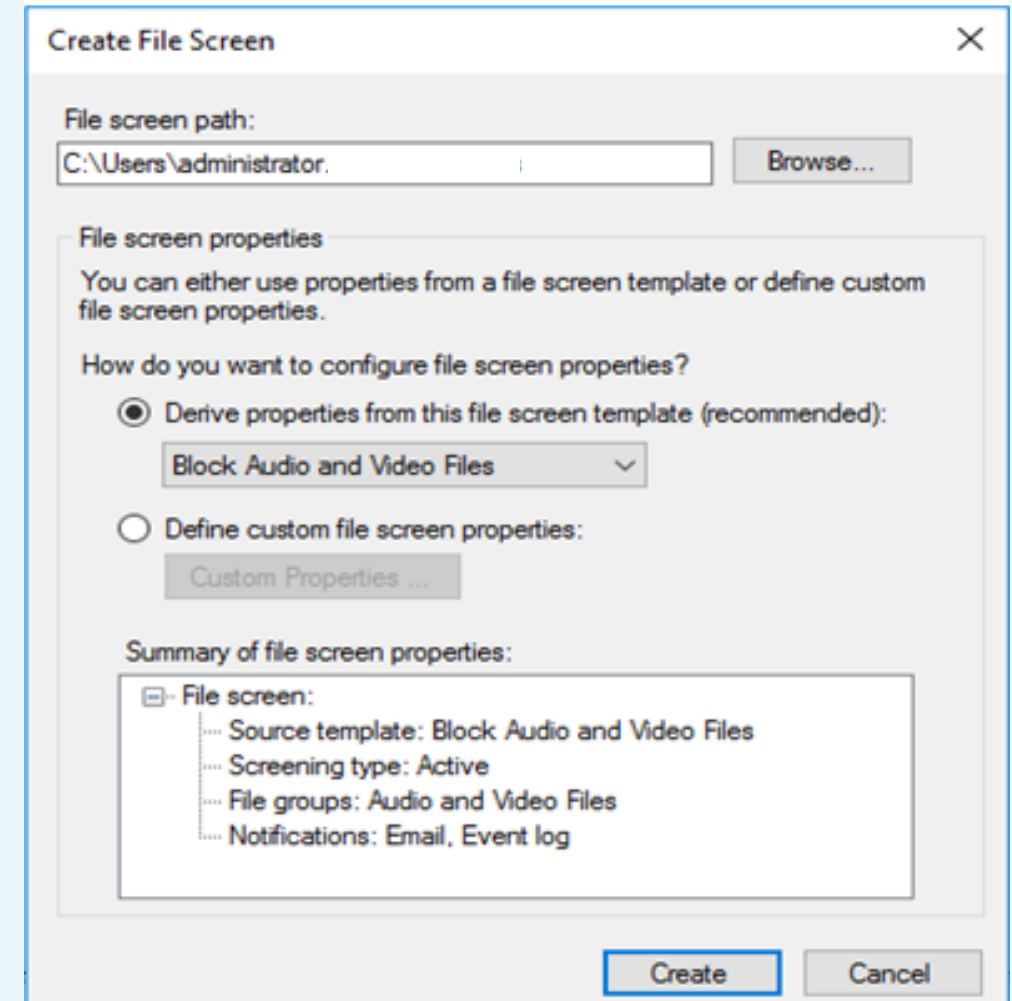 Create File Screen
File screen path:
C:\Users\administrator.
Browse...
File screen properties
You can either use properties from a file screen template or define custom
file screen properties.
How do you want to configure file screen properties?
Derive properties from this file screen template (recommended):
Block Audio and Video Files
Define custom file screen properties:
Custom Properties ...
Summary of file screen properties:
File screen:
Source template: Block Audio and Video Files
Screening type: Active
File groups: Audio and Video Files
Notifications: Email, Event log
Create
Cancel